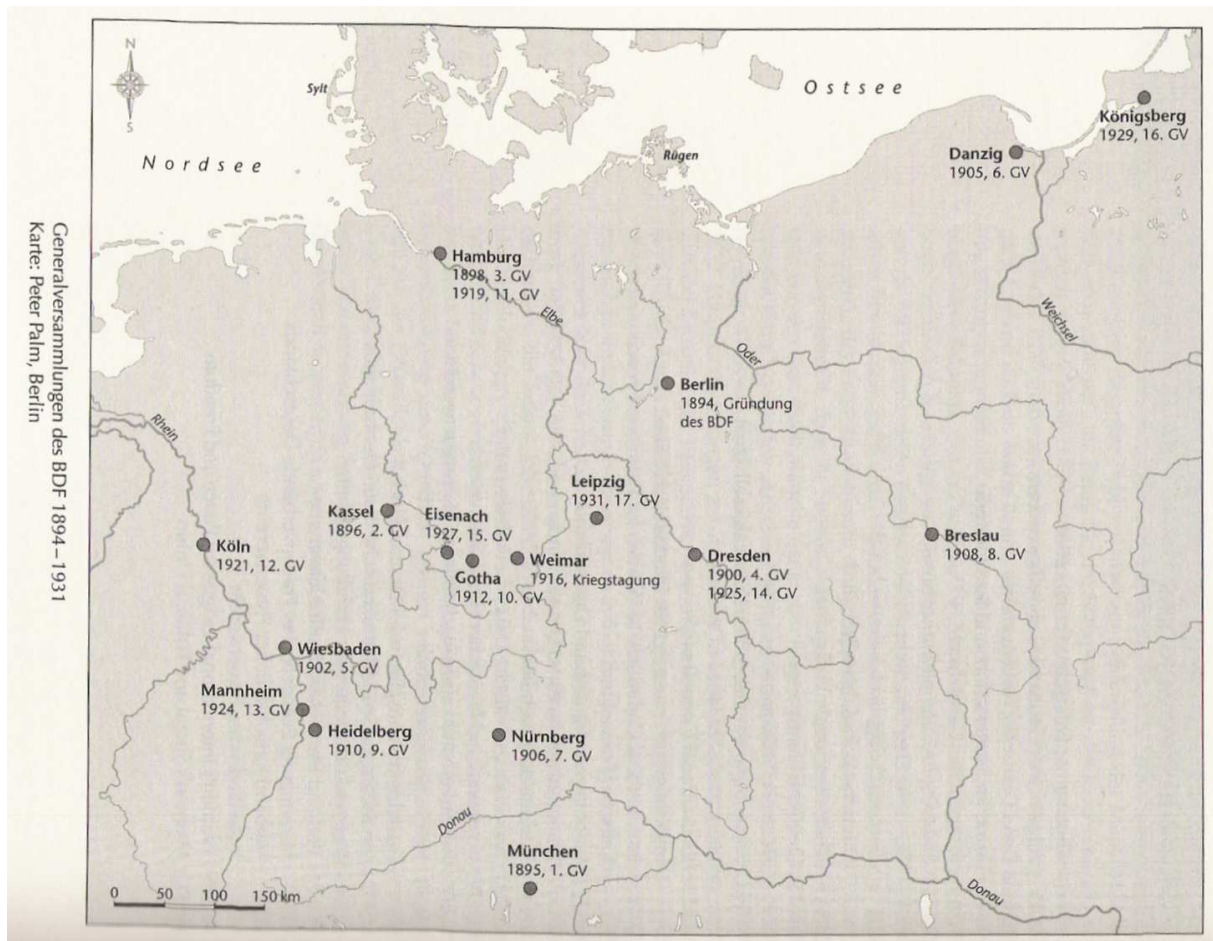 N
S
Sylt
Nordsee
Ostsee
Rügen
Königsberg
1929, 16. GV
Danzig
1905, 6. GV
Hamburg
1898, 3. GV
1919, 11. GV
Elbe
Oder
Weichsel
Berlin
1894, Gründung
des BDF
Rhein
Leipzig
1931, 17. GV
Kassel
1896, 2. GV
Eisenach
1927, 15. GV
Köln
1921, 12. GV
Gotha
1912, 10. GV
Weimar
1916, Kriegstagung
Dresden
1900, 4. GV
1925, 14. GV
Breslau
1908, 8. GV
Wiesbaden
1902, 5. GV
Mannheim
1924, 13. GV
Heidelberg
1910, 9. GV
Nürnberg
1906, 7. GV
Donau
München
1895, 1. GV
Donau
0 50 100 150 km
Generalversammlungen des BDF 1894–1931
Karte: Peter Palm, Berlin